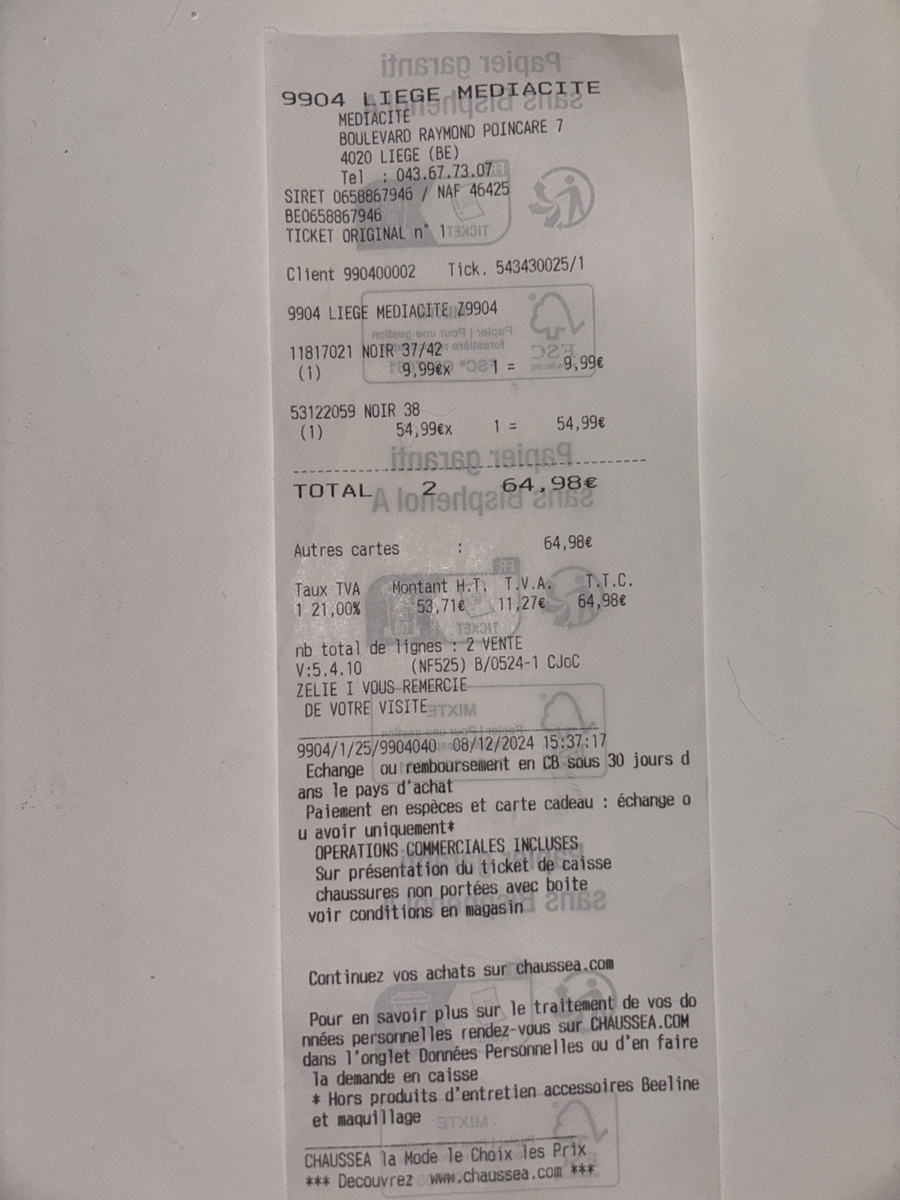 9904 LIEGE MEDIACITE
MEDIACITE
BOULEVARD RAYMOND POINCARE 7
4020 LIEGE (BE)
Tel : 043.67.73.07
SIRET 0658867946 / NAF 46425
BE0658867946
TICKET ORIGINAL n° 1
Client 990400002 Tick. 543430025/1
9904 LIEGE MEDIACITE Z9904
11817021 NOIR 37/42
(1) 9,99€x 1 = 9,99€
53122059 NOIR 38
(1) 54,99€x 1 = 54,99€
TOTAL 2 64,98€
Autres cartes : 64,98€
Taux TVA Montant H.T. T.V.A. T.T.C.
1 21,00% 53,71€ 11,27€ 64,98€
nb total de lignes : 2 VENTE
V:5.4.10 (NF525) B/0524-1 CJoC
ZELIE I VOUS REMERCIE
DE VOTRE VISITE
9904/1/25/9904040 08/12/2024 15:37:17
Echange ou remboursement en CB sous 30 jours d
ans le pays d'achat
Paiement en espèces et carte cadeau : échange o
u avoir uniquement*
OPERATIONS COMMERCIALES INCLUSES
Sur présentation du ticket de caisse
chaussures non portées avec boite
voir conditions en magasin
Continuez vos achats sur chaussea.com
Pour en savoir plus sur le traitement de vos do
nnées personnelles rendez-vous sur CHAUSSEA.COM
dans l'onglet Données Personnelles ou d'en faire
la demande en caisse
* Hors produits d'entretien accessoires Beeline
et maquillage
CHAUSSEA la Mode le Choix les Prix
*** Decouvrez www.chaussea.com ***